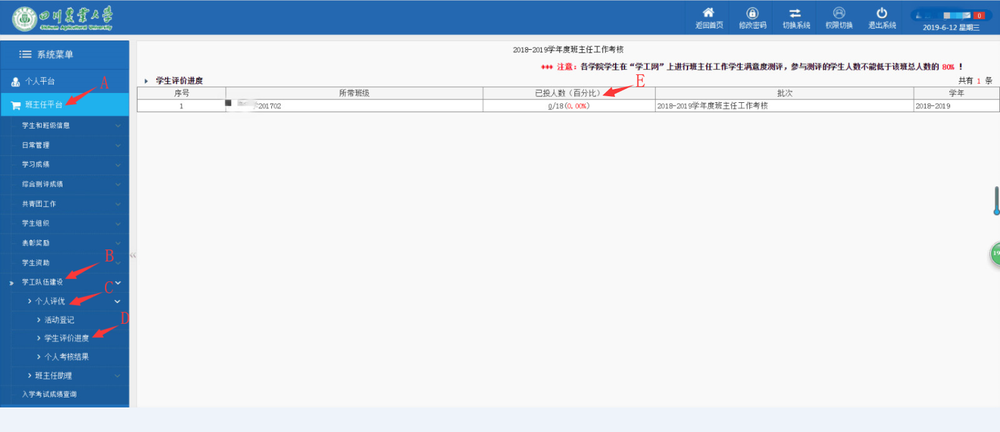 四川农业大学
Sichuan Agricultural University
返回首页 修改密码 切换系统 权限切换 退出系统
0
2019-6-12 星期三
系统菜单
个人平台
A
班主任平台
学生和班级信息
日常管理
学习成绩
综合测评成绩
共青团工作
学生组织
表彰奖励
学生资助
B
学工队伍建设
C
个人评优
活动登记
D
学生评价进度
个人考核结果
班主任助理
入学考试成绩查询
2018-2019学年度班主任工作考核
*** 注意：各学院学生在“学工网”上进行班主任工作学生满意度测评，参与测评的学生人数不能低于该班总人数的 80% ！
学生评价进度
共有 1 条
E
序号 所带班级 已投人数（百分比） 批次 学年
1 201702 0/18(0.00%) 2018-2019学年度班主任工作考核 2018-2019
19